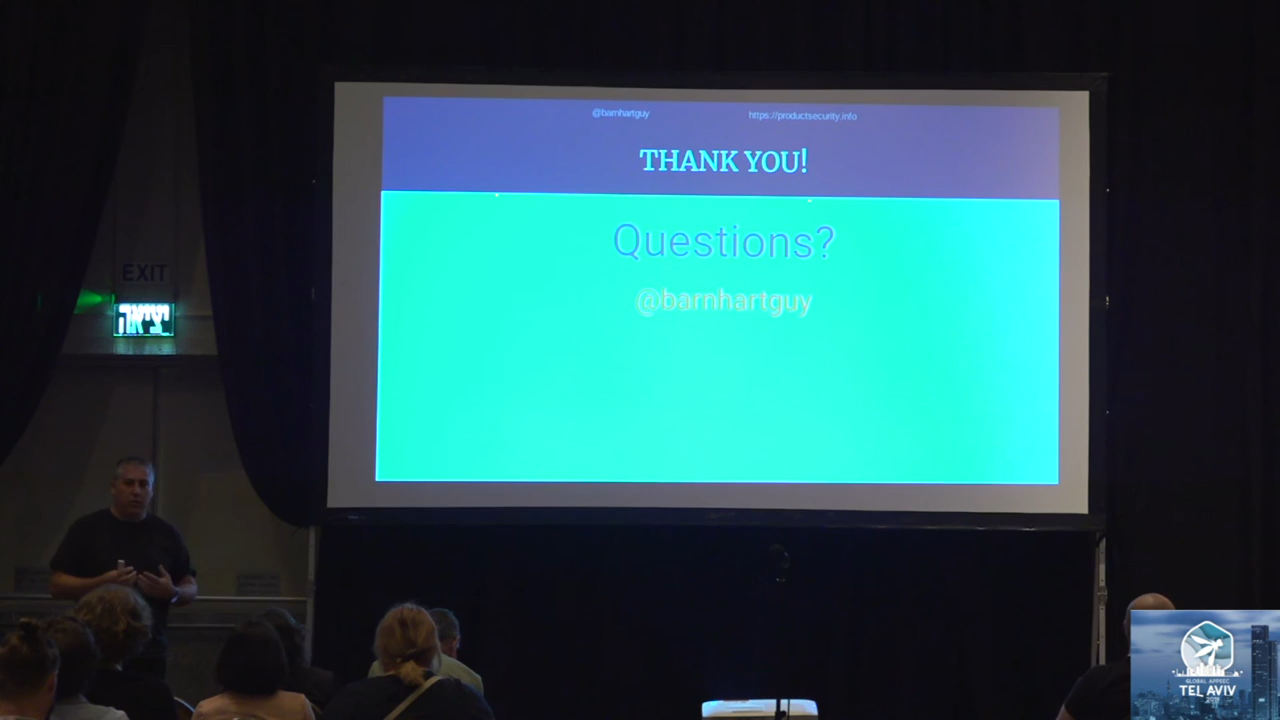 @barnhartguy
https://productsecurity.info
THANK YOU!
Questions?
@barnhartguy
EXIT
יציאה
GLOBAL APPSEC
TEL AVIV